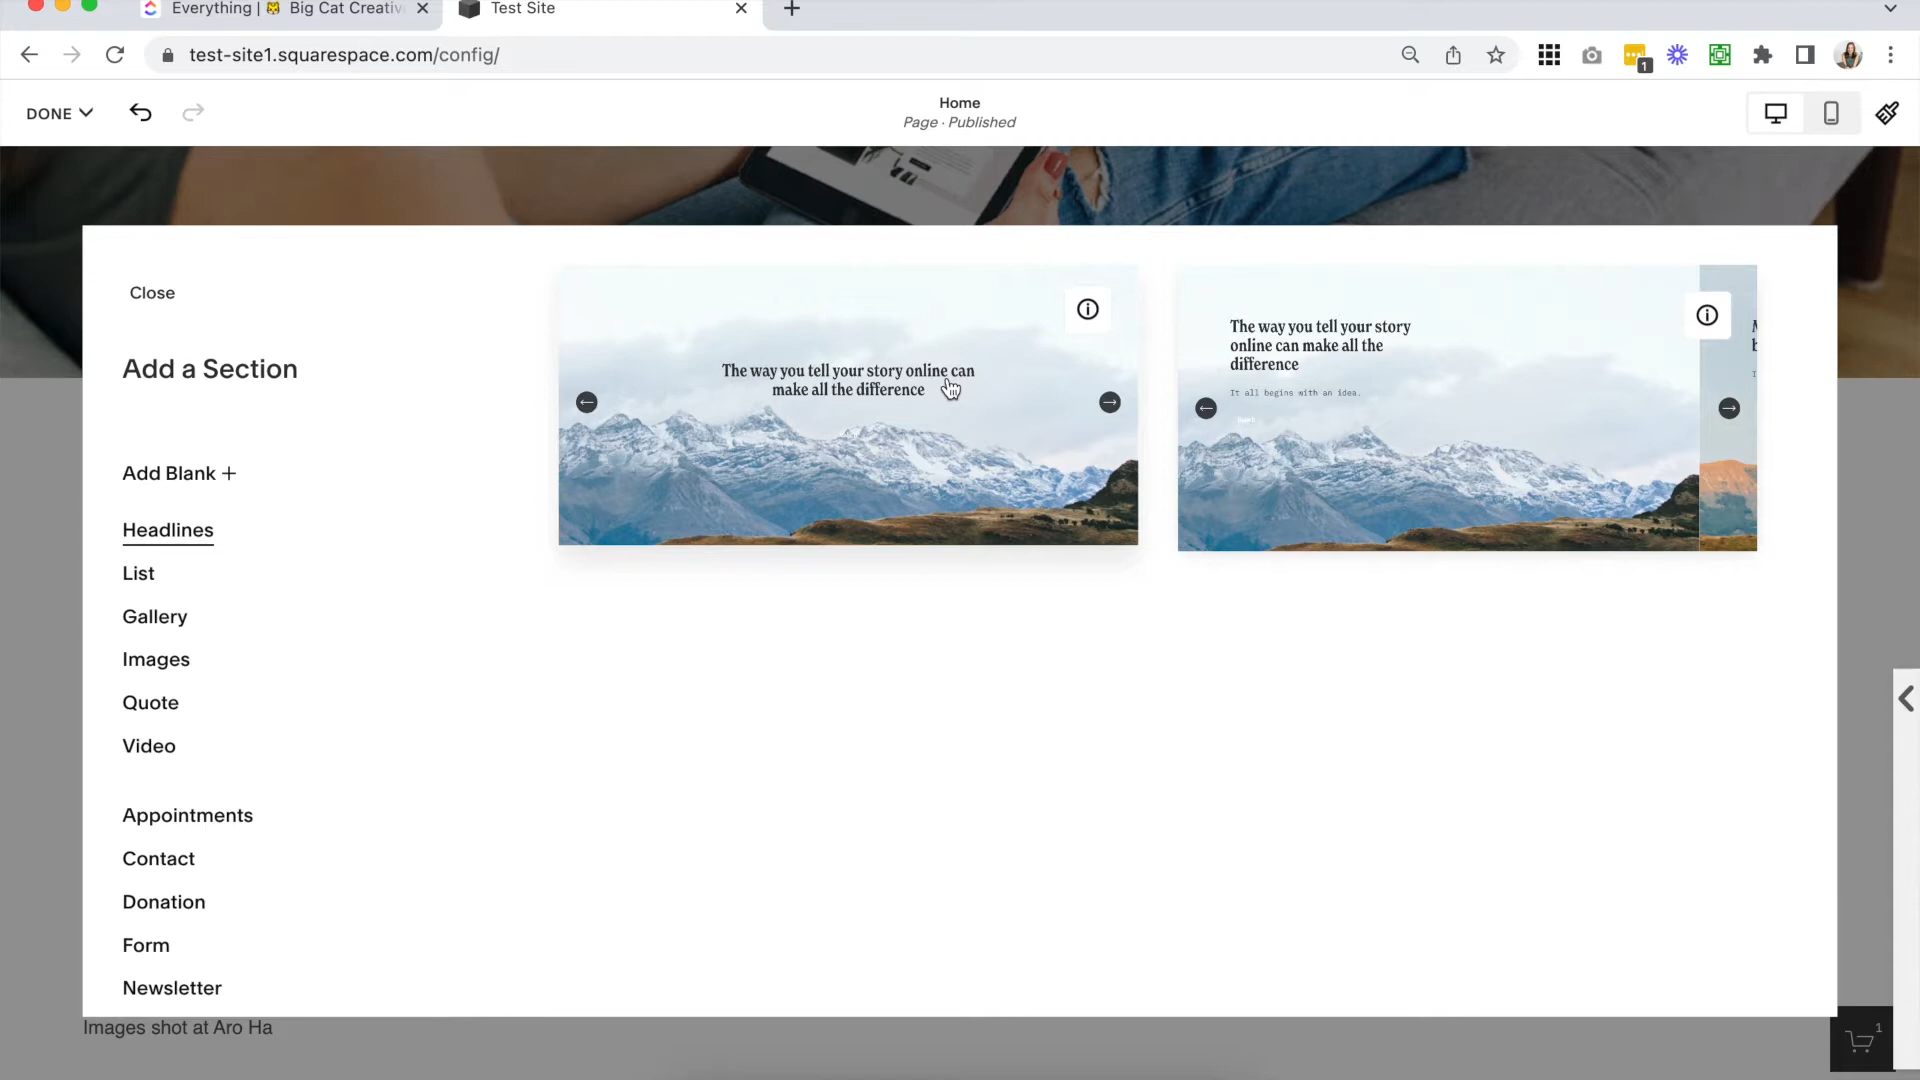 Everything | 🐯 Big Cat Creativ
Test Site
test-site1.squarespace.com/config/
1
DONE
Home
Page · Published
Close
Add a Section
Add Blank +
Headlines
List
Gallery
Images
Quote
Video
Appointments
Contact
Donation
Form
Newsletter
The way you tell your story online can
make all the difference
The way you tell your story
online can make all the
difference
It all begins with an idea.
Images shot at Aro Ha
1